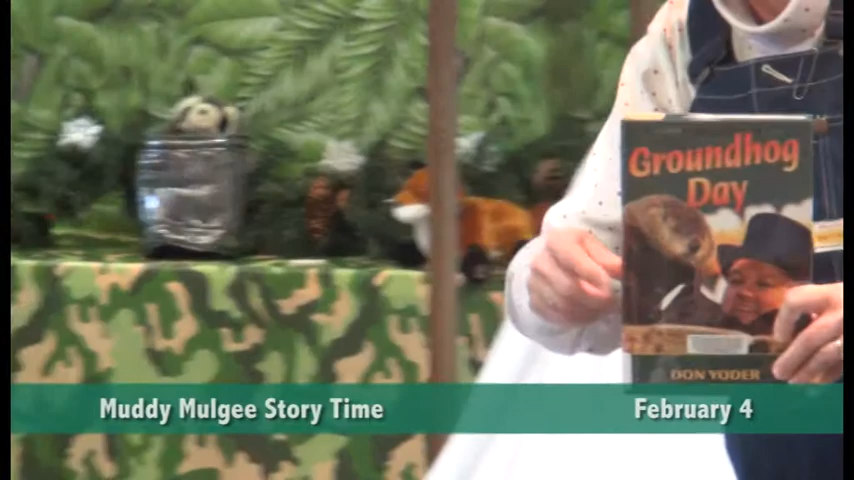 Groundhog
Day
DON YODER
Muddy Mulgee Story Time
February 4